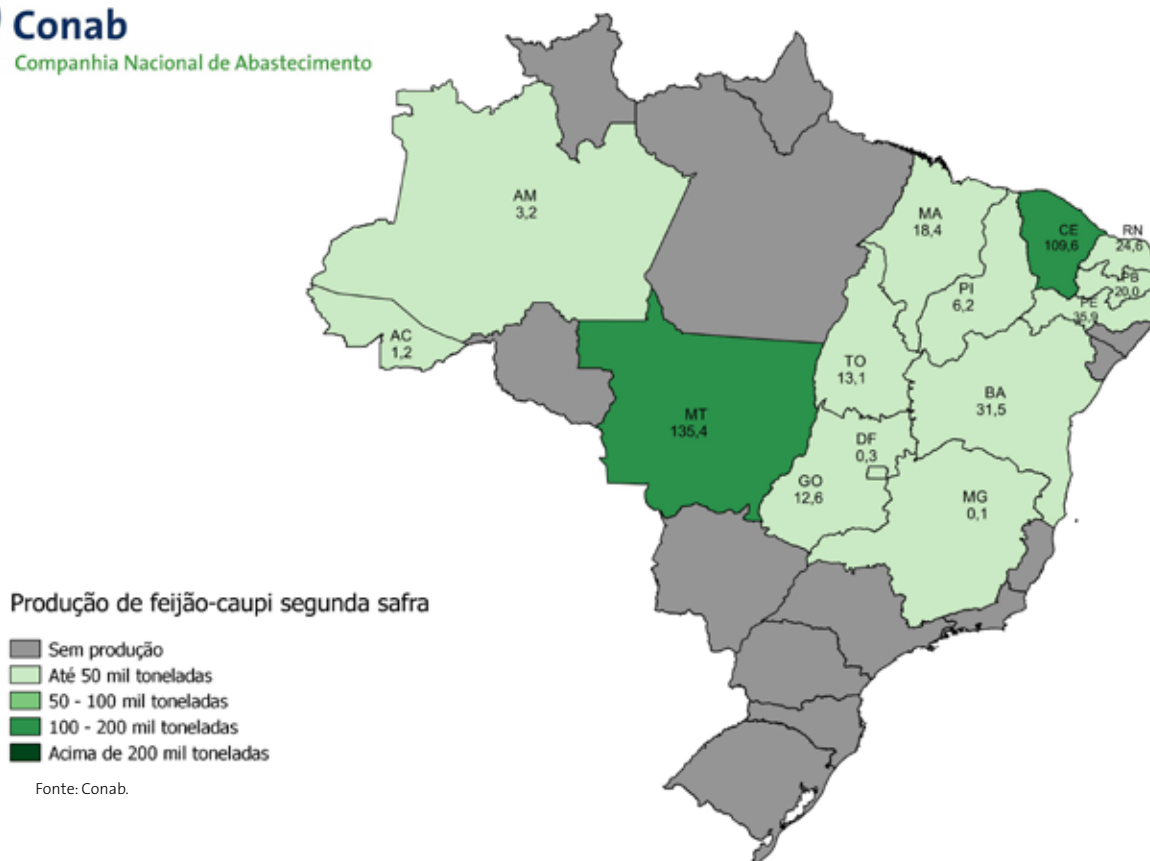 Conab
Companhia Nacional de Abastecimento
AM
3,2
MA
18,4
CE
109,6
RN
24,6
PB
20,0
PI
6,2
PE
35,9
AC
1,2
TO
13,1
BA
31,5
MT
135,4
DF
0,3
GO
12,6
MG
0,1
Produção de feijão-caupi segunda safra
Sem produção
Até 50 mil toneladas
50 - 100 mil toneladas
100 - 200 mil toneladas
Acima de 200 mil toneladas
Fonte: Conab.